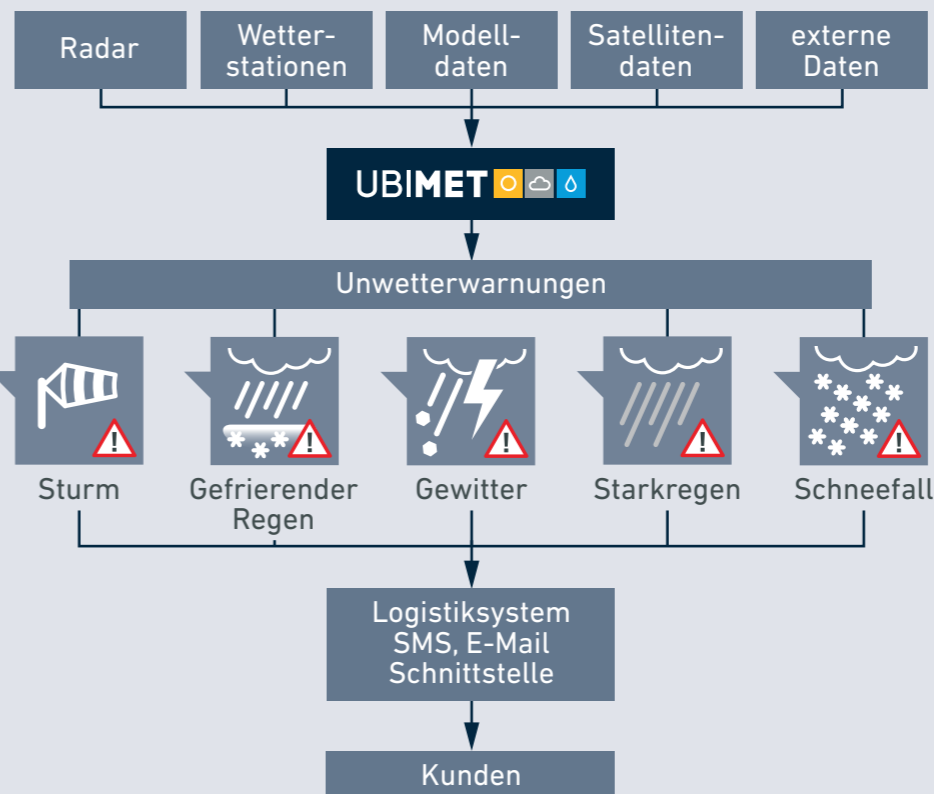 Radar
Wetter-
stationen
Modell-
daten
Satelliten-
daten
externe
Daten
UBIMET
Unwetterwarnungen
Sturm
Gefrierender
Regen
Gewitter
Starkregen
Schneefall
Logistiksystem
SMS, E-Mail
Schnittstelle
Kunden